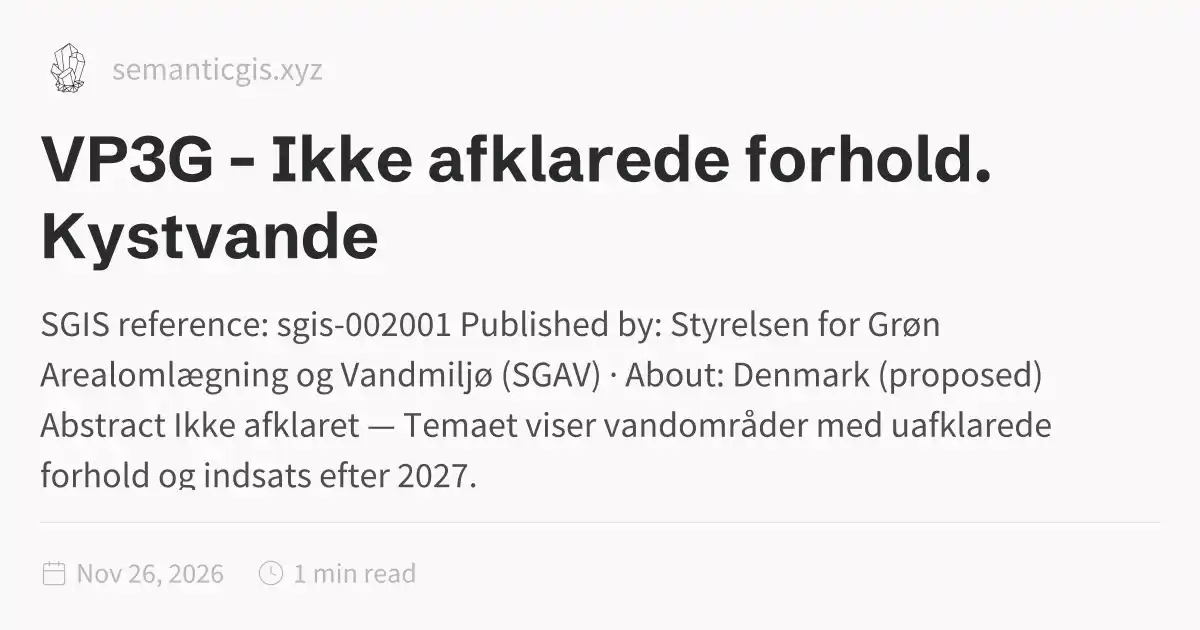 semanticgis.xyz
VP3G - Ikke afklarede forhold.
Kystvande
SGIS reference: sgis-002001 Published by: Styrelsen for Grøn
Arealomlægning og Vandmiljø (SGAV) · About: Denmark (proposed)
Abstract Ikke afklaret — Temaet viser vandområder med uafklarede
forhold og indsats efter 2027.
Nov 26, 2026 1 min read